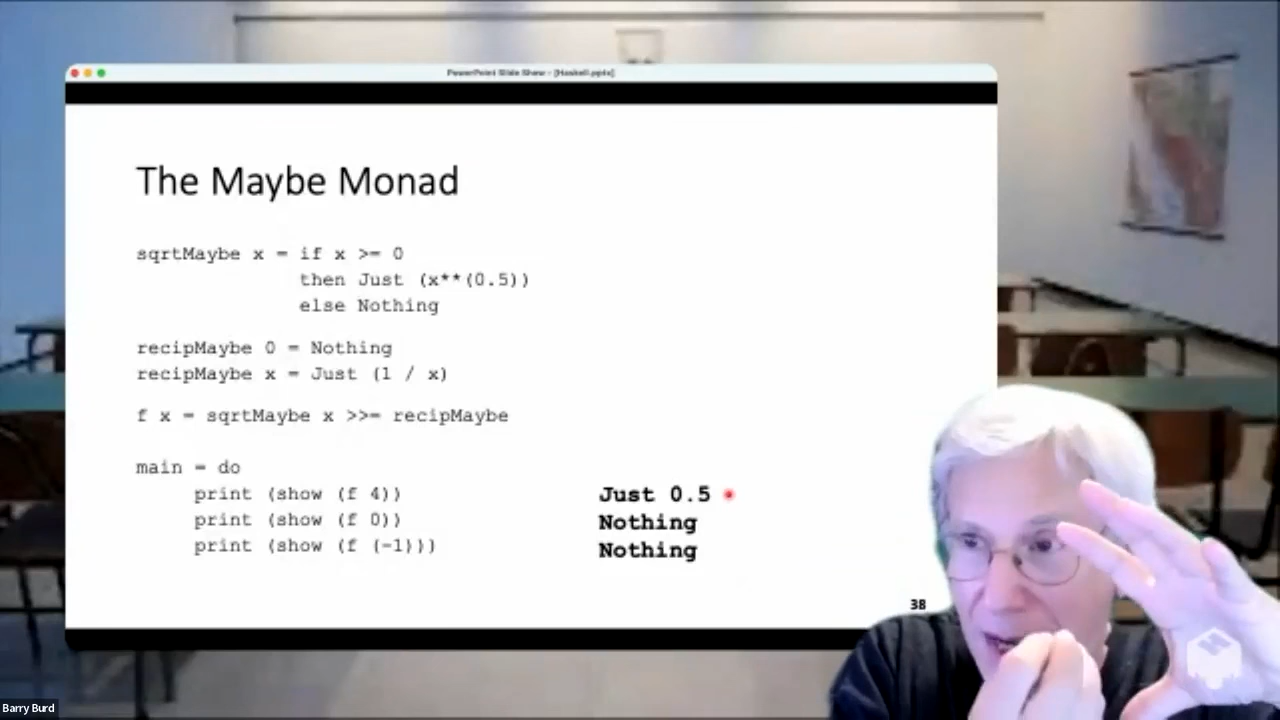 PowerPoint Slide Show - [Haskell.pptx]
The Maybe Monad
sqrtMaybe x = if x >= 0
then Just (x**(0.5))
else Nothing
recipMaybe 0 = Nothing
recipMaybe x = Just (1 / x)
f x = sqrtMaybe x >>= recipMaybe
main = do
print (show (f 4))
print (show (f 0))
print (show (f (-1)))
Just 0.5
Nothing
Nothing
38
Barry Burd